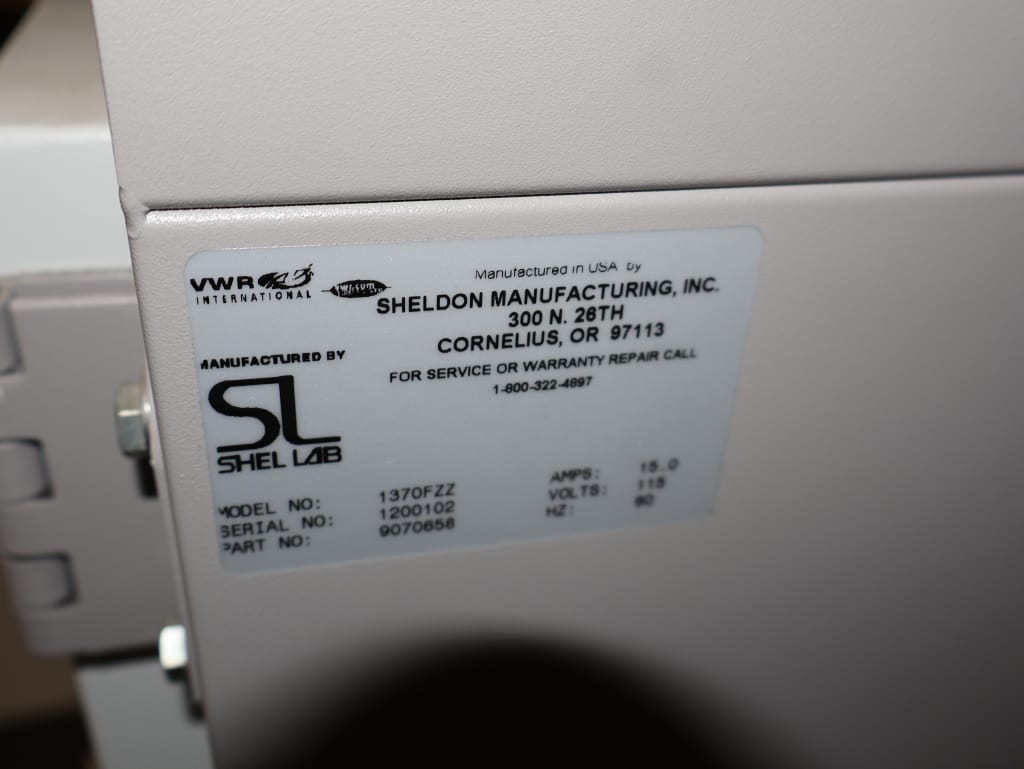 VWR
INTERNATIONAL
Manufactured in USA by
SHELDON MANUFACTURING, INC.
300 N. 26TH
CORNELIUS, OR 97113
FOR SERVICE OR WARRANTY REPAIR CALL
1-800-322-4897
MANUFACTURED BY
SL
SHEL LAB
MODEL NO: 1370FZZ AMPS: 15.0
SERIAL NO: 1200102 VOLTS: 115
PART NO: 9070658 HZ: 60